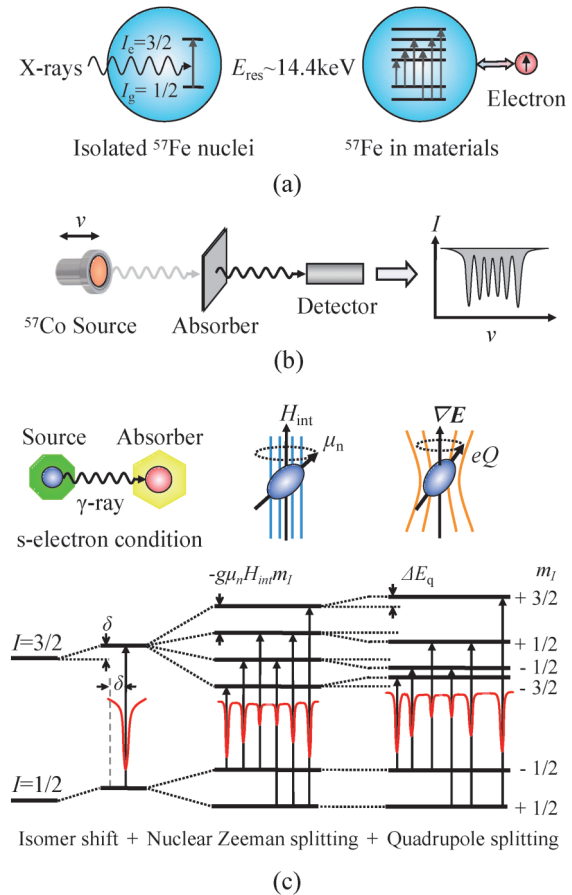 X-rays
I_e=3/2
I_g= 1/2
E_res~14.4keV
Electron
Isolated ⁵⁷Fe nuclei
⁵⁷Fe in materials
(a)
v
⁵⁷Co Source
Absorber
Detector
I
v
(b)
Source
Absorber
γ-ray
s-electron condition
H_int
μ_n
∇E
eQ
-gμ_nH_intm_I
ΔE_q
m_I
I=3/2
δ
δ
+ 3/2
+ 1/2
- 1/2
- 3/2
I=1/2
- 1/2
+ 1/2
Isomer shift + Nuclear Zeeman splitting + Quadrupole splitting
(c)